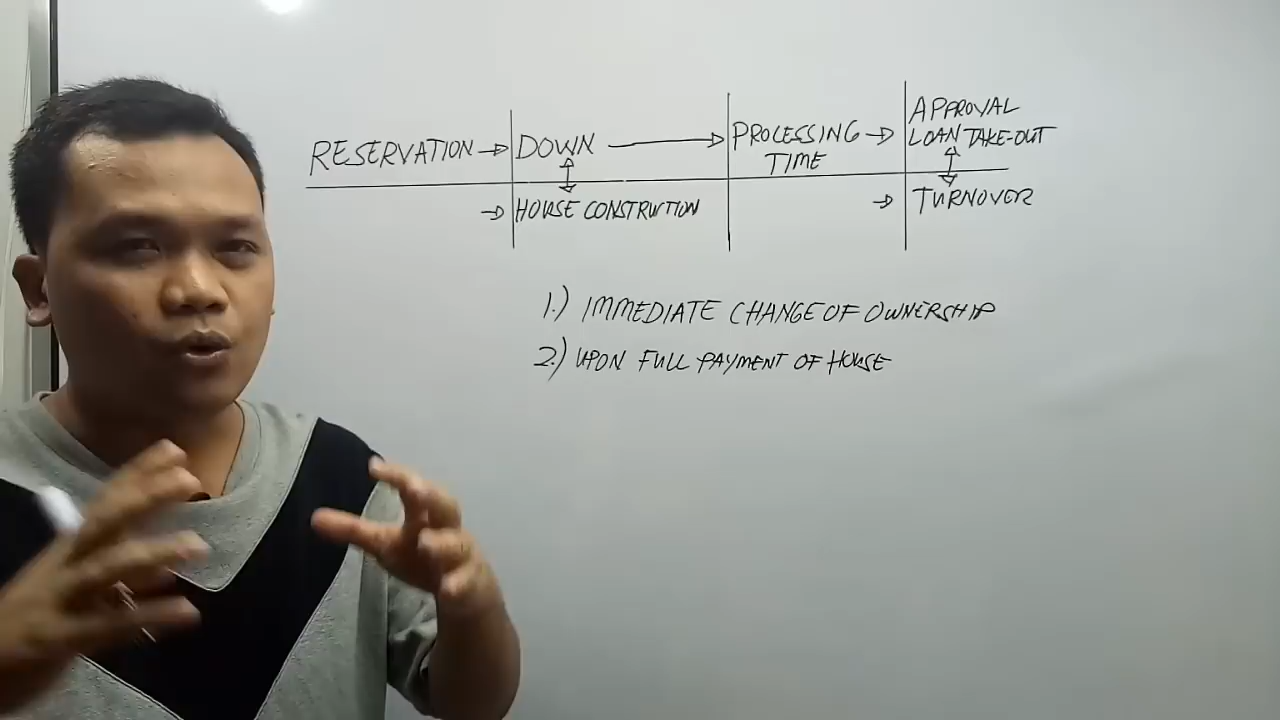 RESERVATION → DOWN → PROCESSING TIME → APPROVAL
LOAN TAKE-OUT
→ HOUSE CONSTRUCTION → TURNOVER
1.) IMMEDIATE CHANGE OF OWNERSHIP
2.) UPON FULL PAYMENT OF HOUSE